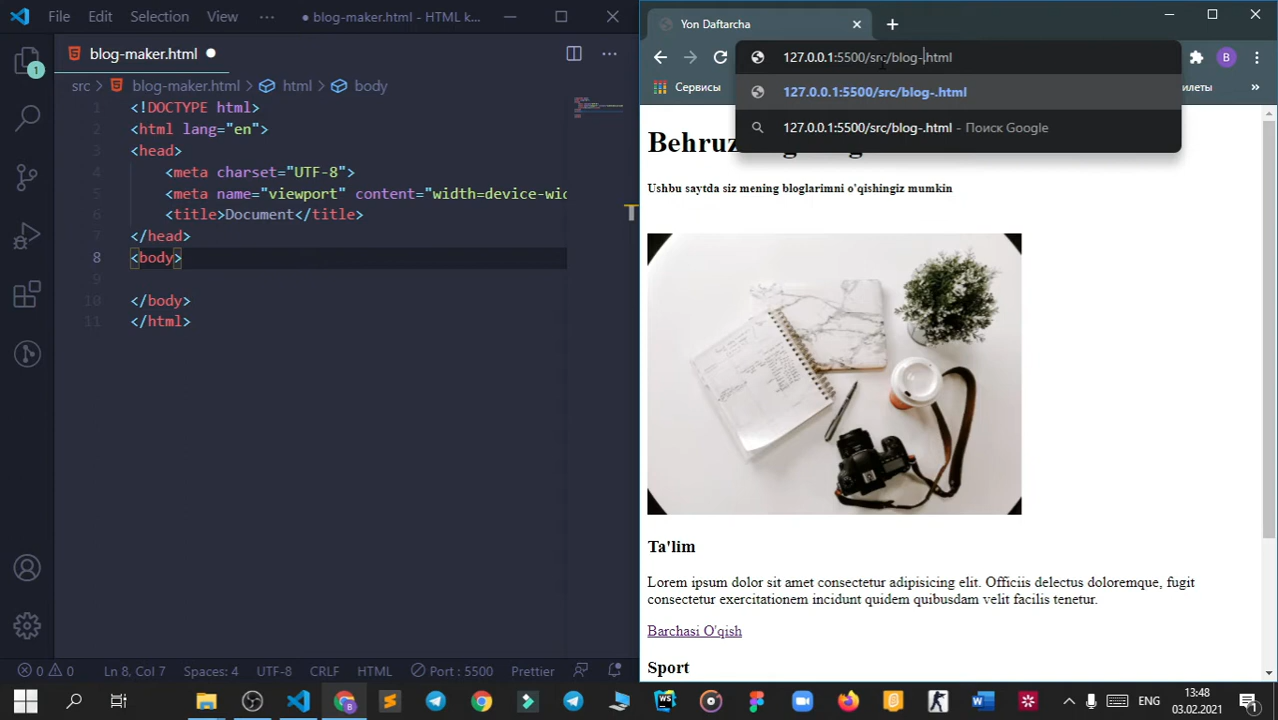 File Edit Selection View ··· ● blog-maker.html - HTML k...
Yon Daftarcha
blog-maker.html
127.0.0.1:5500/src/blog-.html
src > blog-maker.html > html > body
Сервисы
илеты »
127.0.0.1:5500/src/blog-.html
127.0.0.1:5500/src/blog-.html - Поиск Google
B
1
1 <!DOCTYPE html>
2 <html lang="en">
3 <head>
4 <meta charset="UTF-8">
5 <meta name="viewport" content="width=device-wid
6 <title>Document</title>
7 </head>
8 <body>
9
10 </body>
11 </html>
Behruz
Ushbu saytda siz mening bloglarimni o'qishingiz mumkin
Ta'lim
Lorem ipsum dolor sit amet consectetur adipisicing elit. Officiis delectus doloremque, fugit
consectetur exercitationem incidunt quidem quibusdam velit facilis tenetur.
Barchasi O'qish
Sport
0 0 Ln 8, Col 7 Spaces: 4 UTF-8 CRLF HTML Port : 5500 Prettier
ENG
13:48
03.02.2021
1